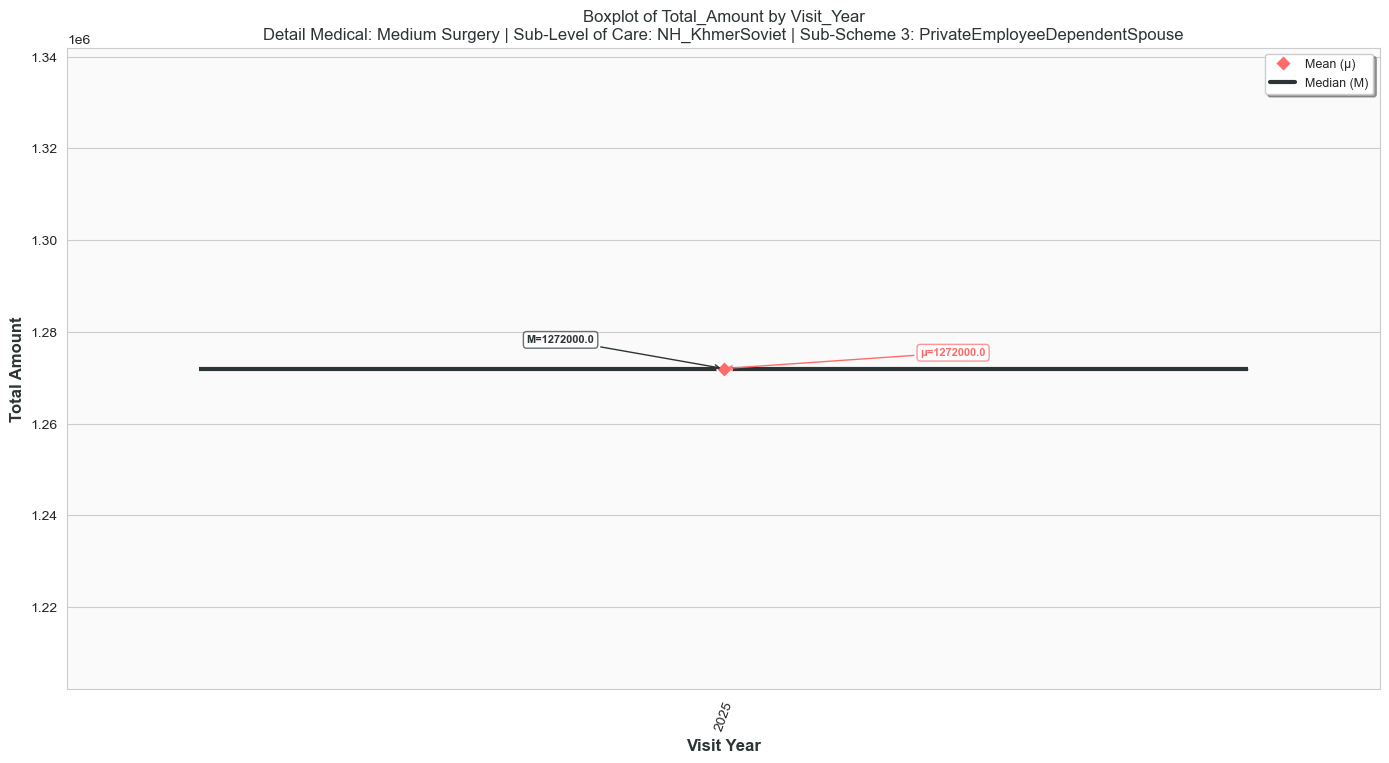 Boxplot of Total_Amount by Visit_Year
Detail Medical: Medium Surgery | Sub-Level of Care: NH_KhmerSoviet | Sub-Scheme 3: PrivateEmployeeDependentSpouse
1e6
1.34
1.32
1.30
1.28
1.26
1.24
1.22
Total Amount
Mean (μ)
Median (M)
M=1272000.0
μ=1272000.0
2025
Visit Year